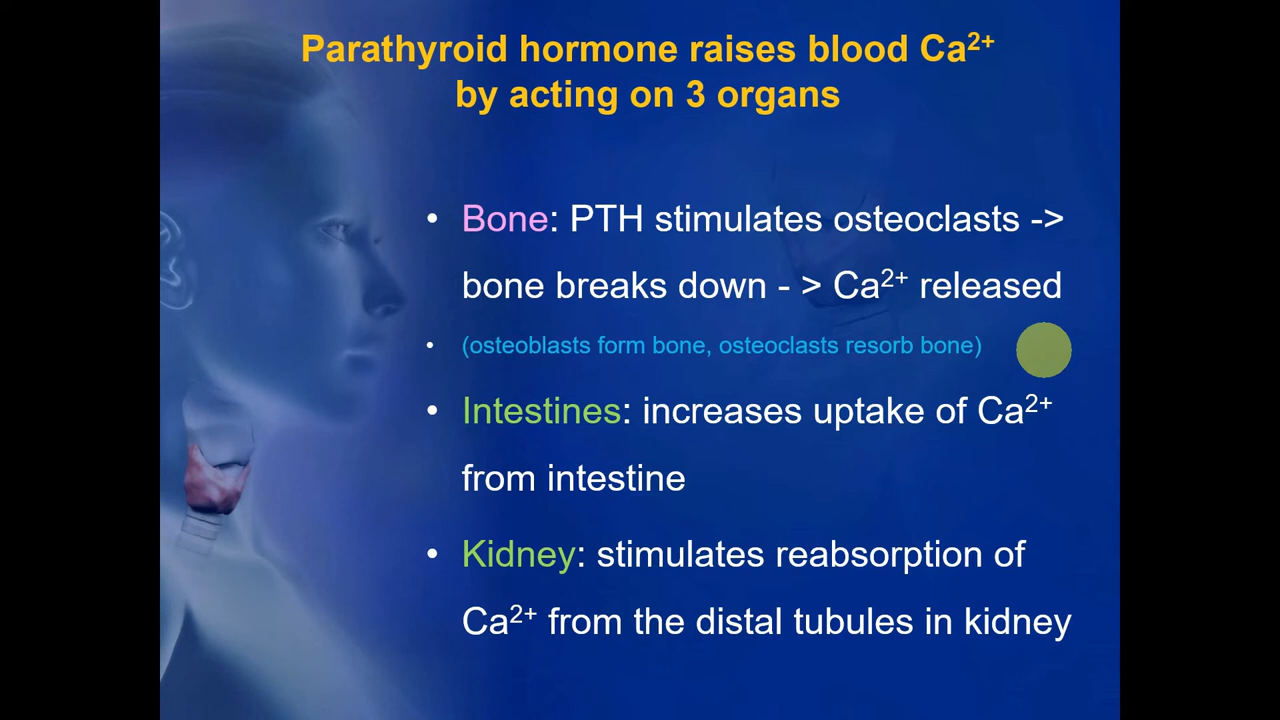 Parathyroid hormone raises blood Ca²⁺
by acting on 3 organs
• Bone: PTH stimulates osteoclasts ->
bone breaks down - > Ca²⁺ released
• (osteoblasts form bone, osteoclasts resorb bone)
• Intestines: increases uptake of Ca²⁺
from intestine
• Kidney: stimulates reabsorption of
Ca²⁺ from the distal tubules in kidney